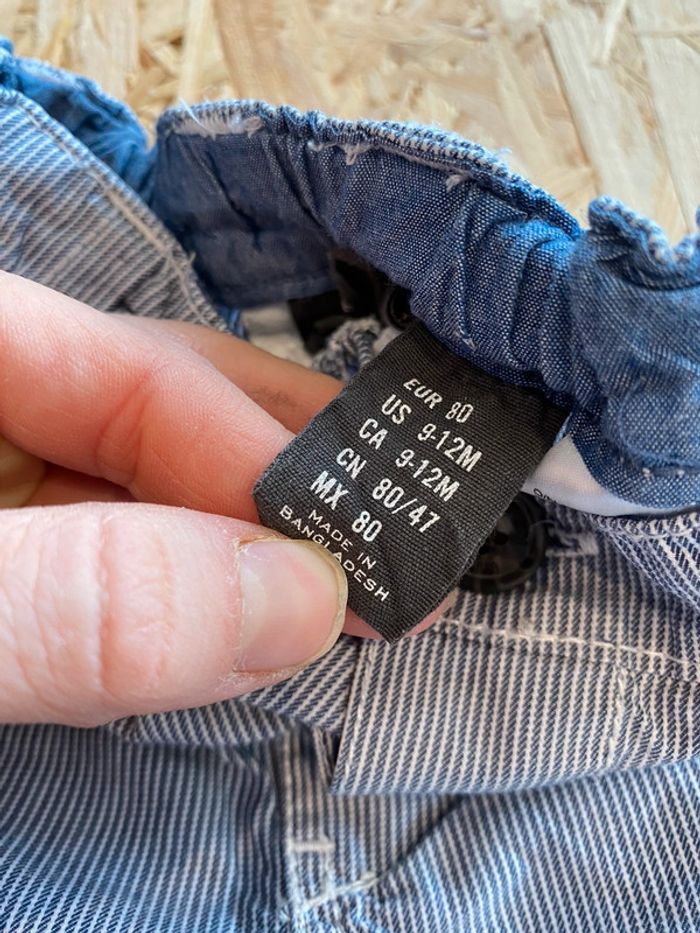 EUR 80
US 9-12M
CA 9-12M
CN 80/47
MX 80
MADE IN
BANGLADESH